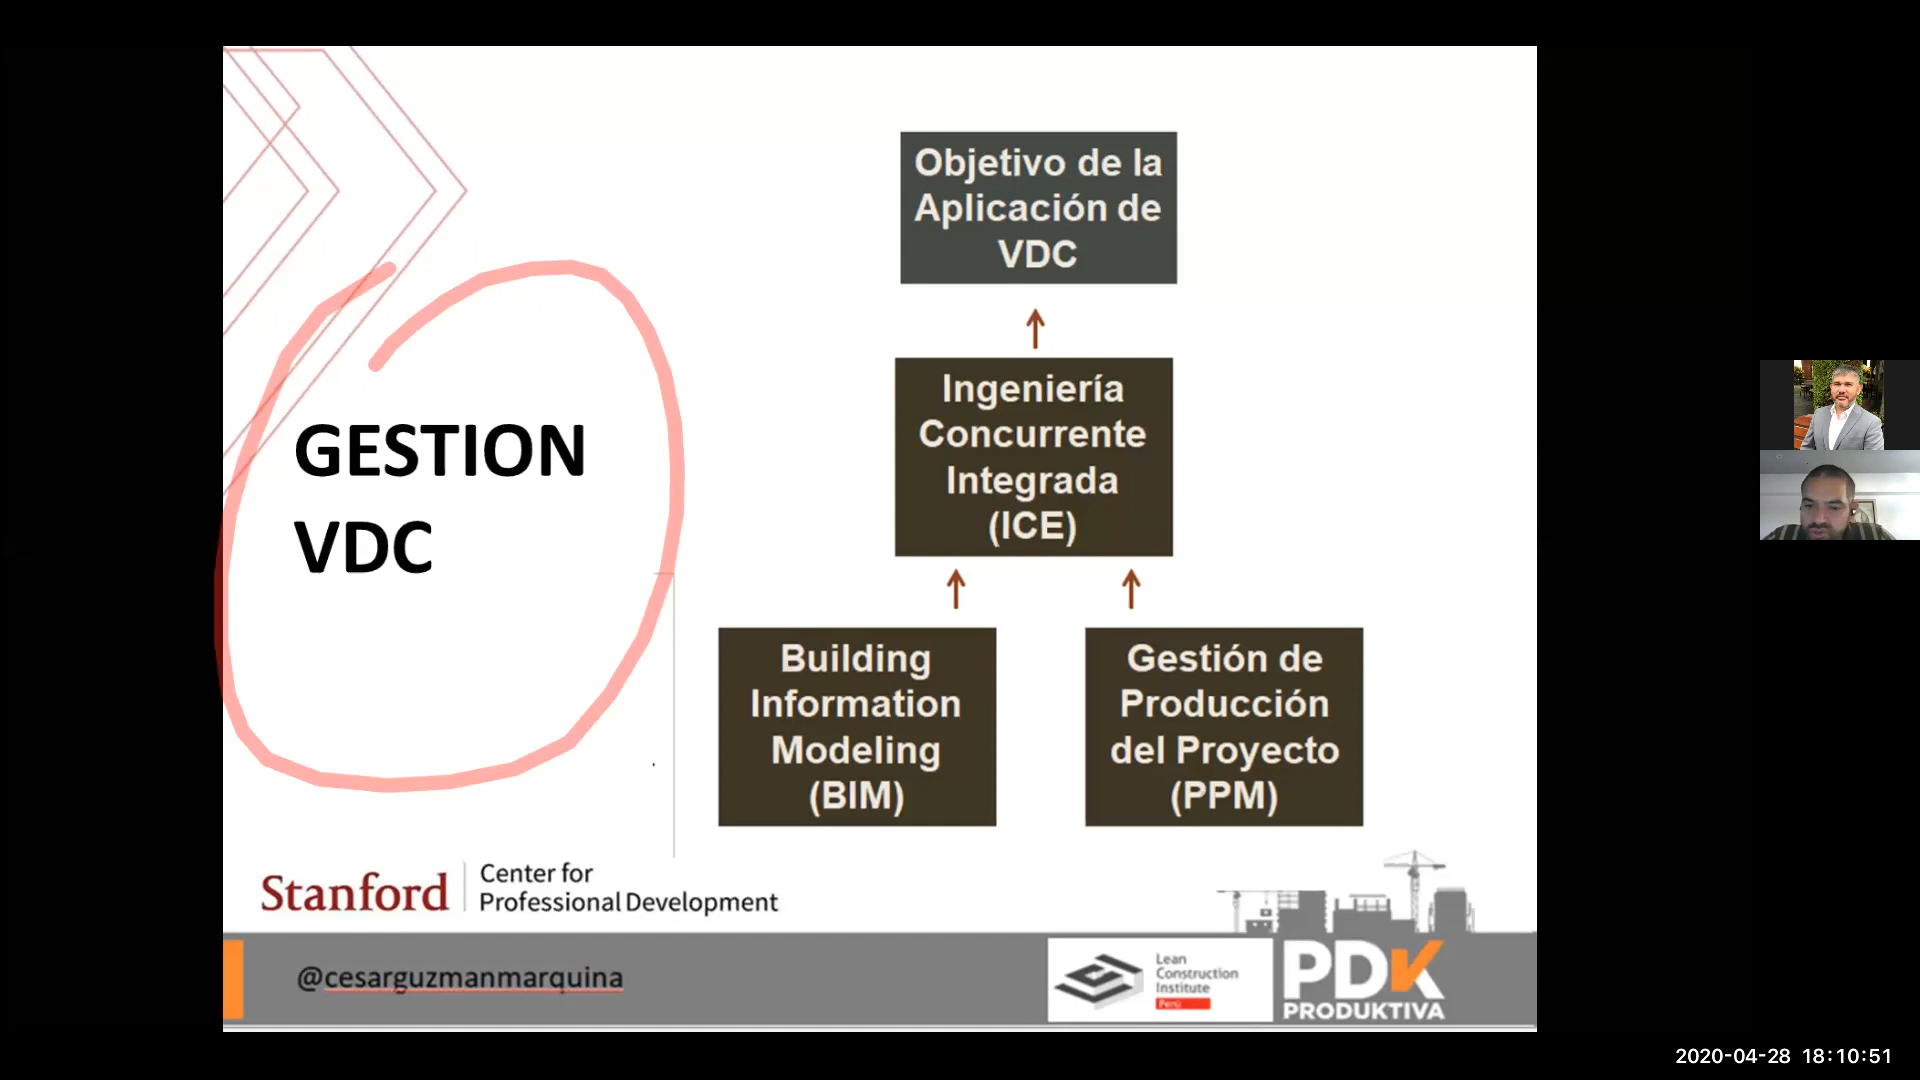 GESTION
VDC
Objetivo de la
Aplicación de
VDC
Ingeniería
Concurrente
Integrada
(ICE)
Building
Information
Modeling
(BIM)
Gestión de
Producción
del Proyecto
(PPM)
Stanford
Center for
Professional Development
@cesarguzmanmarquina
Lean
Construction
Institute
Perú
PDK
PRODUKTIVA
2020-04-28 18:10:51